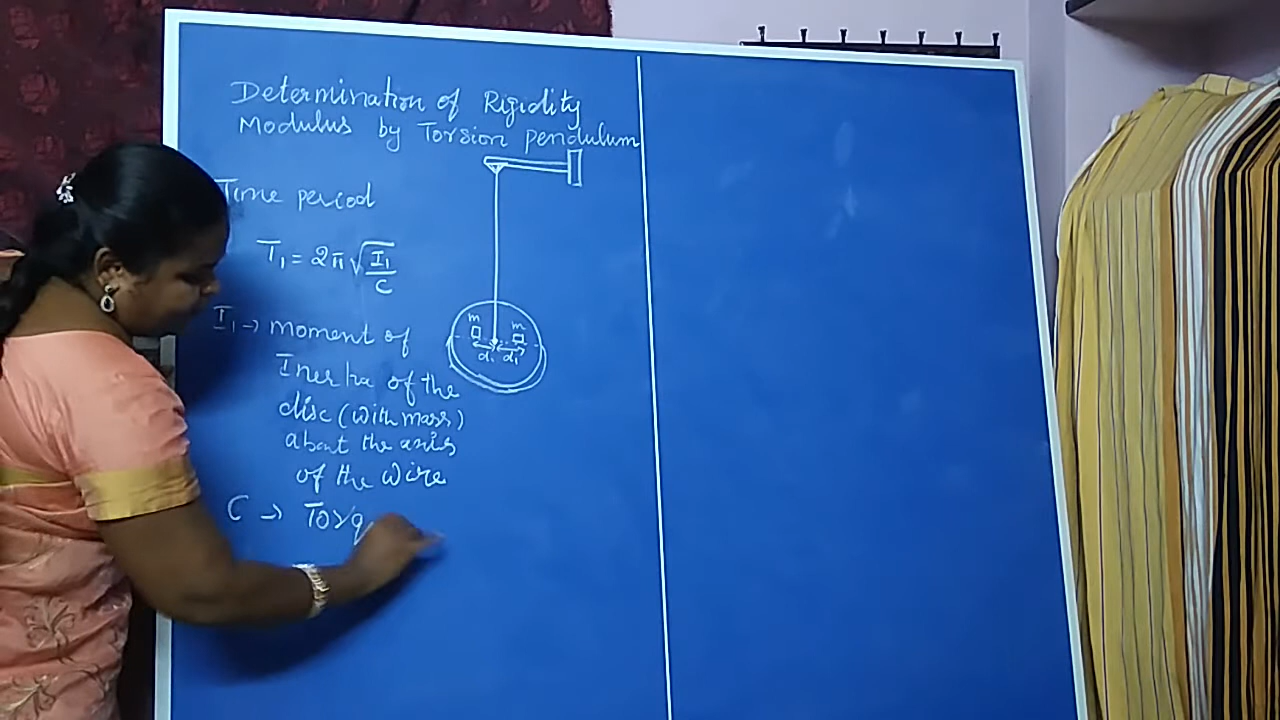 Determination of Rigidity
Modulus by Torsion pendulum
Time period
T₁ = 2π √(I₁/C)
I₁ → moment of
Inertia of the
disc (with mass)
about the axis
of the wire
C → Torq
m m
d₁ d₁